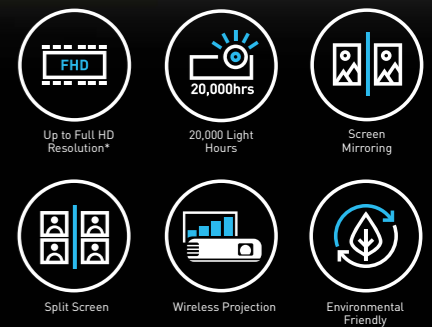 FHD
20,000hrs
Up to Full HD
Resolution*
20,000 Light
Hours
Screen
Mirroring
Split Screen
Wireless Projection
Environmental
Friendly